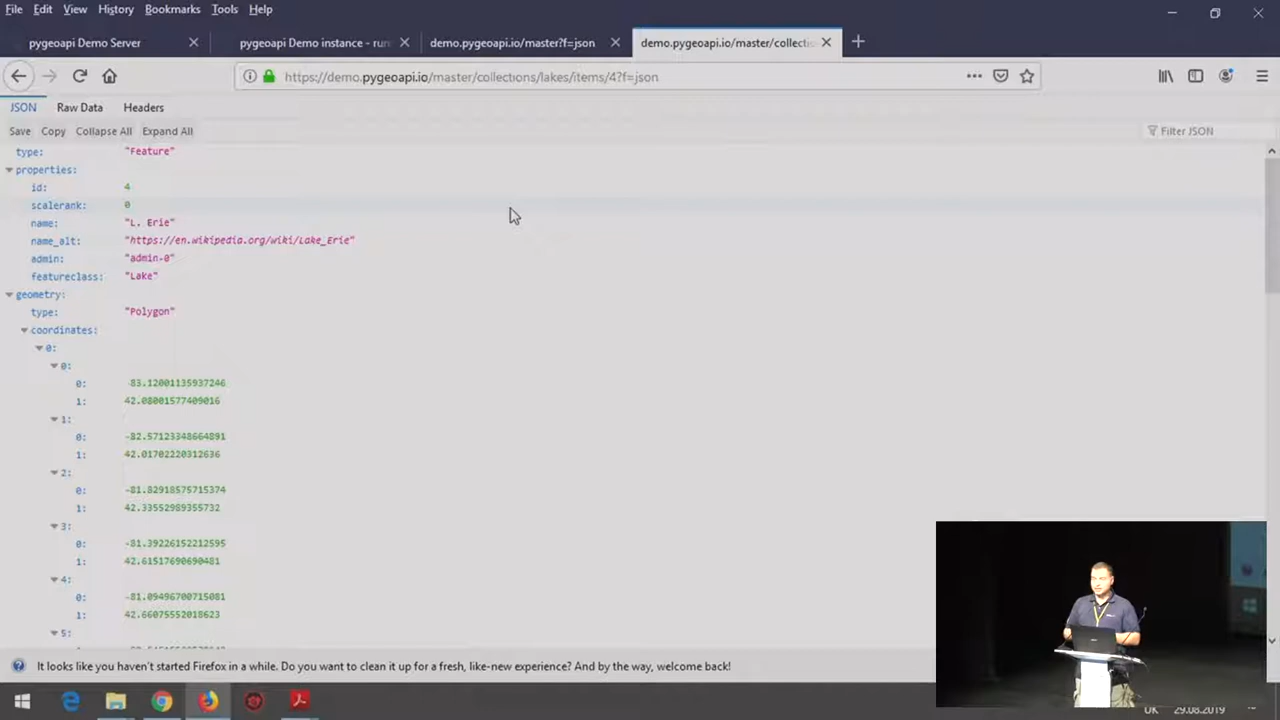 File Edit View History Bookmarks Tools Help
pygeoapi Demo Server pygeoapi Demo instance - run demo.pygeoapi.io/master?f=json demo.pygeoapi.io/master/collecti
https://demo.pygeoapi.io/master/collections/lakes/items/4?f=json
JSON Raw Data Headers
Save Copy Collapse All Expand All Filter JSON
type: "Feature"
properties:
id: 4
scalerank: 0
name: "L. Erie"
name_alt: "https://en.wikipedia.org/wiki/Lake_Erie"
admin: "admin-0"
featureclass: "Lake"
geometry:
type: "Polygon"
coordinates:
0:
0:
0: -83.12001135937246
1: 42.08001577409016
1:
0: -82.57123348664891
1: 42.01702220312636
2:
0: -81.82918575715374
1: 42.33552989355732
3:
0: -81.39226152212595
1: 42.61517690690481
4:
0: -81.09496700715081
1: 42.66075552018623
5:
It looks like you haven't started Firefox in a while. Do you want to clean it up for a fresh, like-new experience? And by the way, welcome back!
UK 29.08.2019